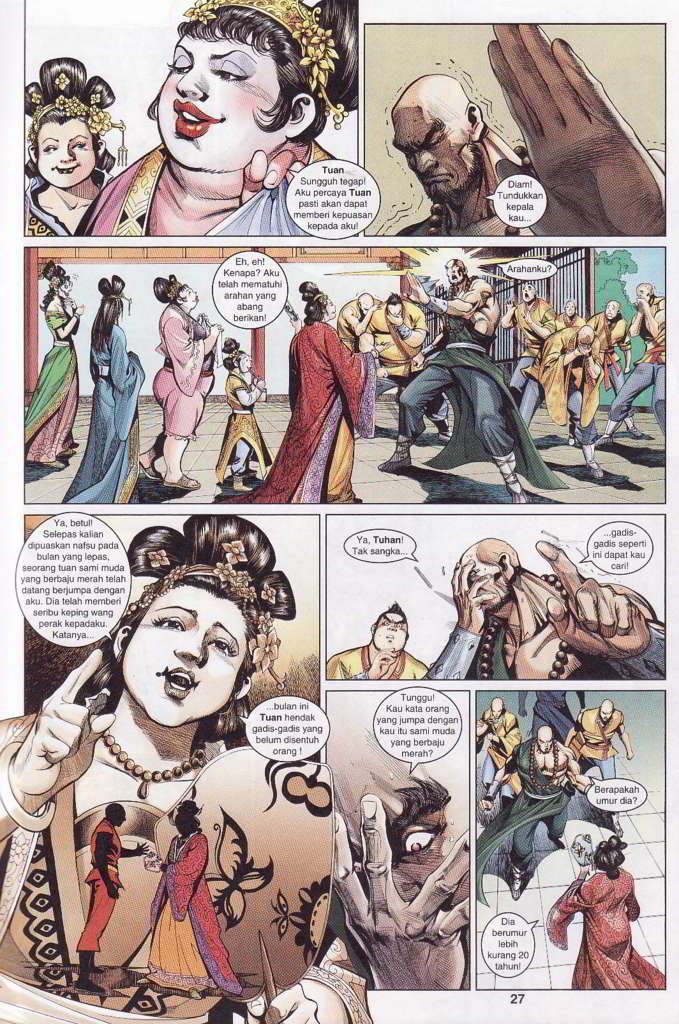 Tuan
Sungguh tegap!
Aku percaya Tuan
pasti akan dapat
memberi kepuasan
kepada aku!
Diam!
Tundukkan
kepala
kau...
Eh, eh!
Kenapa? Aku
telah mematuhi
arahan yang
abang
berikan!
Arahanku?
Ya, betul!
Selepas kalian
dipuaskan nafsu pada
bulan yang lepas,
seorang tuan sami muda
yang berbaju merah telah
datang berjumpa dengan
aku. Dia telah memberi
seribu keping wang
perak kepadaku.
Katanya...
...bulan ini
Tuan hendak
gadis-gadis yang
belum disentuh
orang !
Ya, Tuhan!
Tak sangka...
...gadis-
gadis seperti
ini dapat kau
cari!
Tunggu!
Kau kata orang
yang jumpa dengan
kau itu sami muda
yang berbaju
merah?
Berapakah
umur dia?
Dia
berumur
lebih
kurang 20
tahun!
27